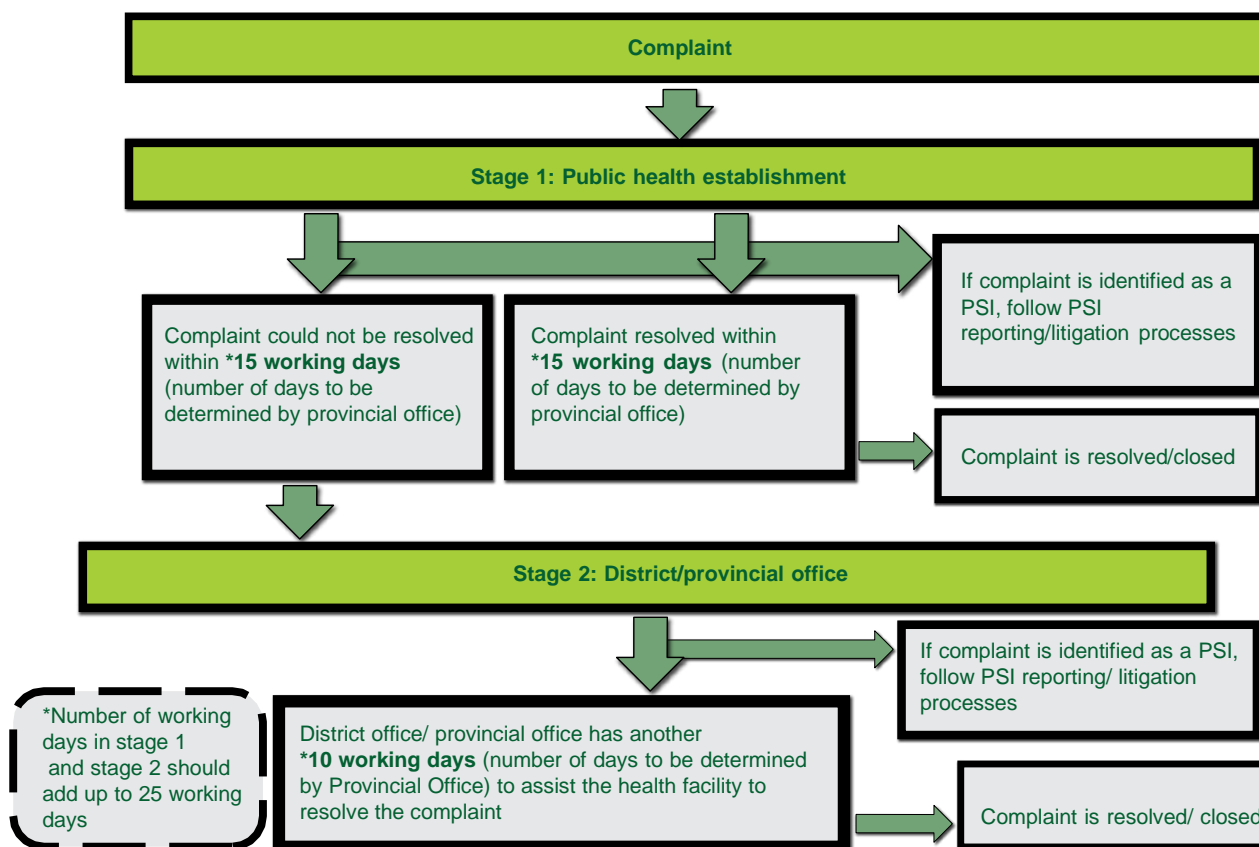 Complaint
Stage 1: Public health establishment
If complaint is identified as a
PSI, follow PSI
reporting/litigation processes
Complaint could not be resolved
within *15 working days
(number of days to be
determined by provincial office)
Complaint resolved within
*15 working days (number
of days to be determined by
provincial office)
Complaint is resolved/closed
Stage 2: District/provincial office
If complaint is identified as a PSI,
follow PSI reporting/ litigation
processes
*Number of working
days in stage 1
and stage 2 should
add up to 25 working
days
District office/ provincial office has another
*10 working days (number of days to be determined
by Provincial Office) to assist the health facility to
resolve the complaint
Complaint is resolved/ closed